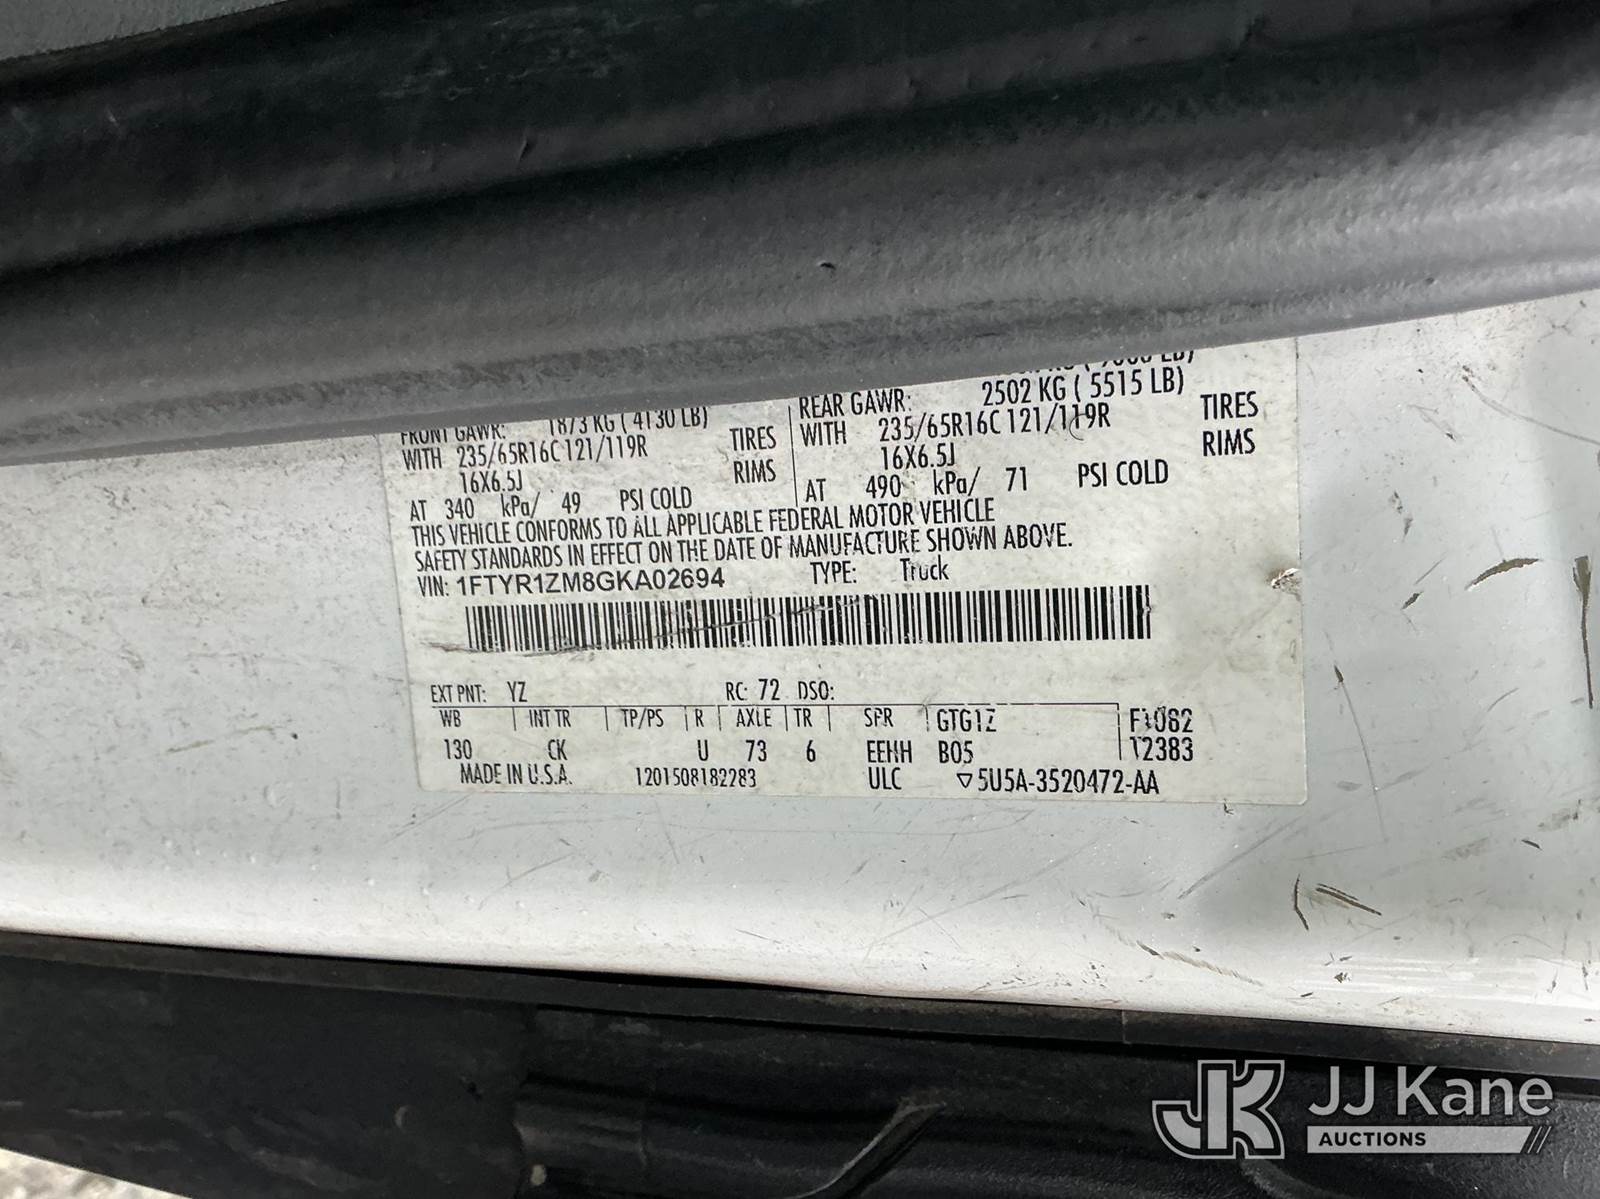 ( 9000 LB)
FRONT GAWR: 1873 KG ( 4130 LB) REAR GAWR: 2502 KG ( 5515 LB)
WITH 235/65R16C 121/119R TIRES WITH 235/65R16C 121/119R TIRES
16X6.5J RIMS 16X6.5J RIMS
AT 340 kPa/ 49 PSI COLD AT 490 kPa/ 71 PSI COLD
THIS VEHICLE CONFORMS TO ALL APPLICABLE FEDERAL MOTOR VEHICLE
SAFETY STANDARDS IN EFFECT ON THE DATE OF MANUFACTURE SHOWN ABOVE.
VIN: 1FTYR1ZM8GKA02694 TYPE: Truck
EXT PNT: YZ RC: 72 DSO:
WB INT TR TP/PS R AXLE TR SPR GTG1Z F1082
130 CK U 73 6 EEHH B05 T2383
MADE IN U.S.A. 1201508182283 ULC ▽5U5A-3520472-AA
JK JJ Kane
AUCTIONS